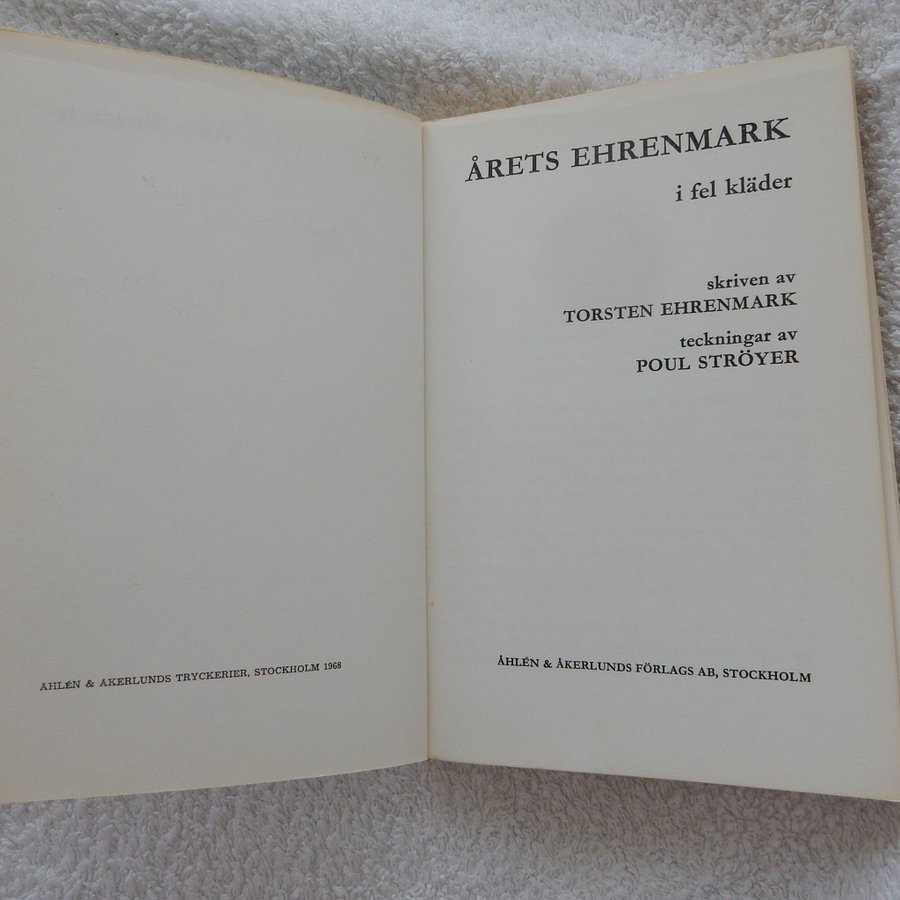 ÅHLÉN & ÅKERLUNDS TRYCKERIER, STOCKHOLM 1968
ÅRETS EHRENMARK
i fel kläder
skriven av
TORSTEN EHRENMARK
teckningar av
POUL STRÖYER
ÅHLÉN & ÅKERLUNDS FÖRLAGS AB, STOCKHOLM